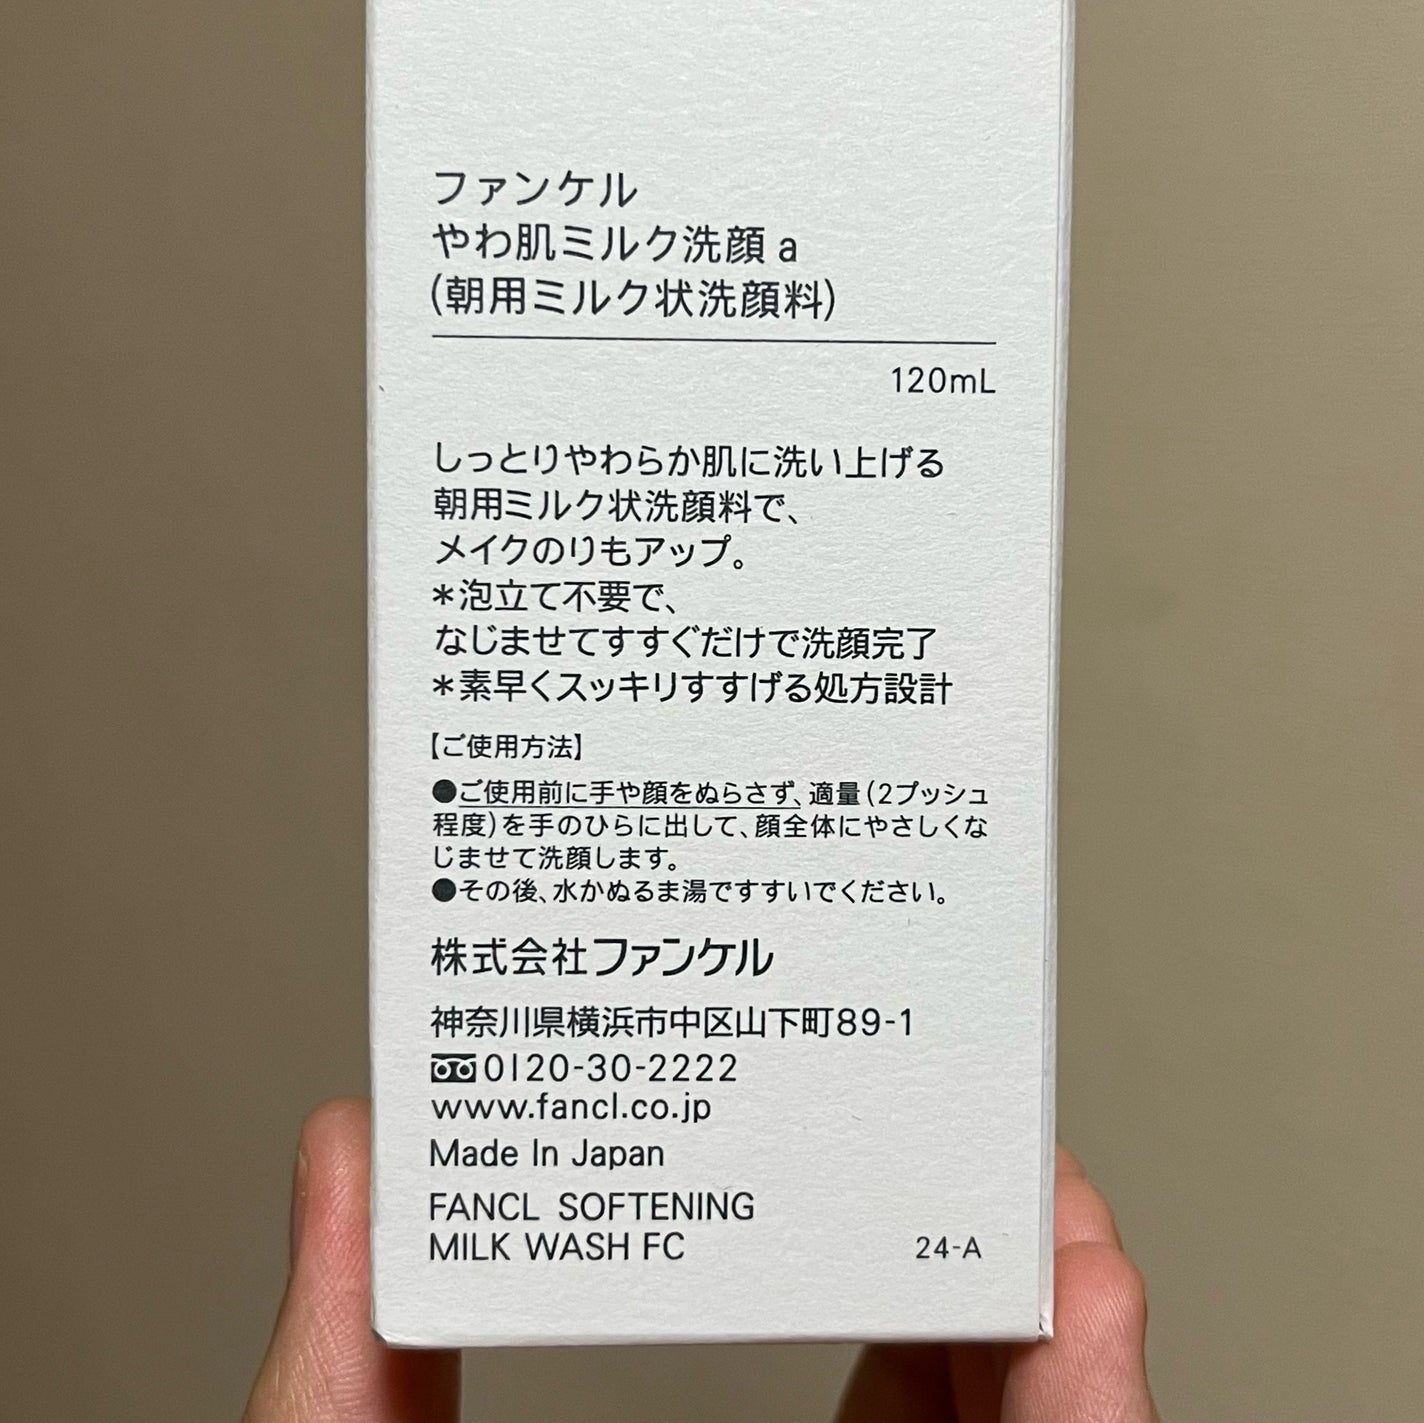 ファンケル
やわ肌ミルク洗顔 a
(朝用ミルク状洗顔料)
120mL
しっとりやわらか肌に洗い上げる
朝用ミルク状洗顔料で、
メイクのりもアップ。
＊泡立て不要で、
なじませてすすぐだけで洗顔完了
＊素早くスッキリすすげる処方設計
【ご使用方法】
●ご使用前に手や顔をぬらさず、適量(2プッシュ
程度)を手のひらに出して、顔全体にやさしくな
じませて洗顔します。
●その後、水かぬるま湯ですすいでください。
株式会社ファンケル
神奈川県横浜市中区山下町89-1
0120-30-2222
www.fancl.co.jp
Made In Japan
FANCL SOFTENING
MILK WASH FC
24-A